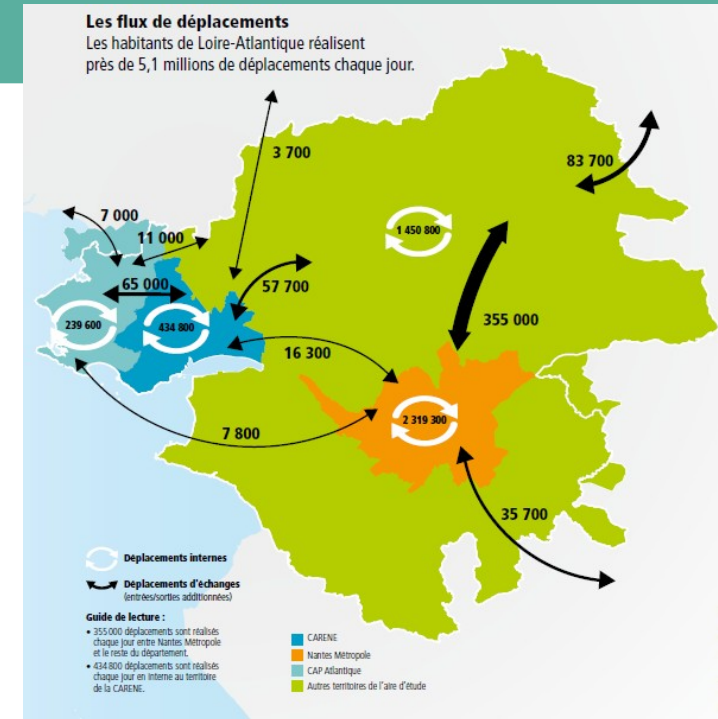 Les flux de déplacements
Les habitants de Loire-Atlantique réalisent
près de 5,1 millions de déplacements chaque jour.
3 700
83 700
7 000
1 450 800
11 000
65 000
57 700
239 600
434 800
355 000
16 300
2 319 300
7 800
35 700
Déplacements internes
Déplacements d'échanges
(entrées/sorties additionnées)
Guide de lecture :
• 355 000 déplacements sont réalisés
chaque jour entre Nantes Métropole
et le reste du département.
• 434 800 déplacements sont réalisés
chaque jour en interne au territoire
de la CARENE.
CARENE
Nantes Métropole
CAP Atlantique
Autres territoires de l'aire d'étude